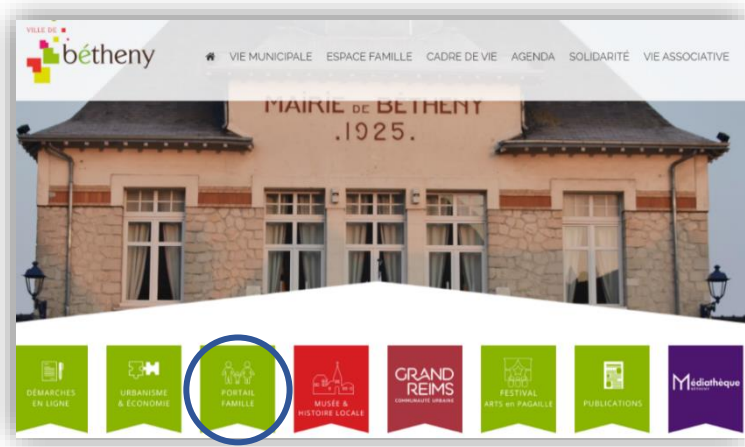 VILLE DE
bétheny
VIE MUNICIPALE ESPACE FAMILLE CADRE DE VIE AGENDA SOLIDARITÉ VIE ASSOCIATIVE
MAIRIE DE BÉTHENY
.1925.
DÉMARCHES
EN LIGNE
URBANISME
& ÉCONOMIE
PORTAIL
FAMILLE
MUSÉE &
HISTOIRE LOCALE
GRAND
REIMS
COMMUNAUTÉ URBAINE
FESTIVAL
ARTS en PAGAILLE
PUBLICATIONS
Médiathèque
BÉTHENY